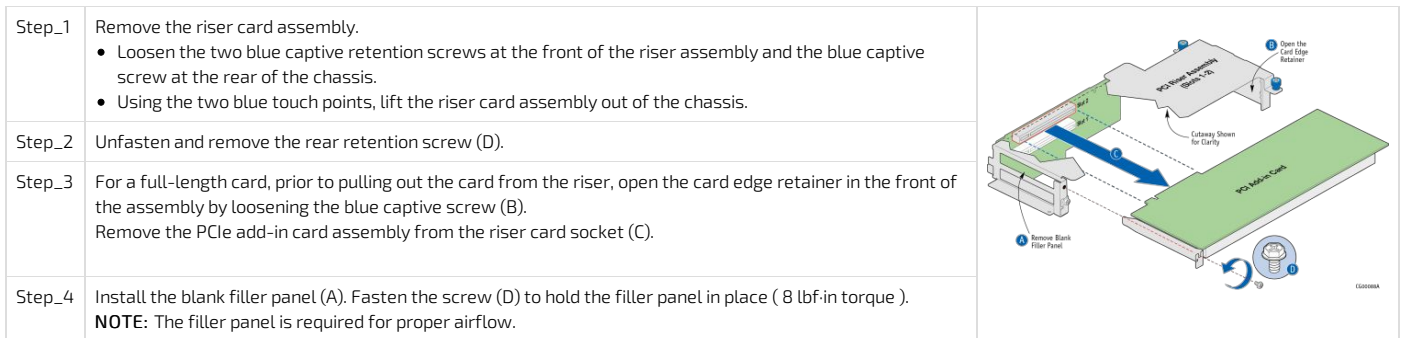 Step_1
Remove the riser card assembly.
• Loosen the two blue captive retention screws at the front of the riser assembly and the blue captive
screw at the rear of the chassis.
• Using the two blue touch points, lift the riser card assembly out of the chassis.
Step_2
Unfasten and remove the rear retention screw (D).
Step_3
For a full-length card, prior to pulling out the card from the riser, open the card edge retainer in the front of
the assembly by loosening the blue captive screw (B).
Remove the PCIe add-in card assembly from the riser card socket (C).
Step_4
Install the blank filler panel (A). Fasten the screw (D) to hold the filler panel in place ( 8 lbf·in torque ).
NOTE: The filler panel is required for proper airflow.
B Open the
Card Edge
Retainer
PCI Riser Assembly
(Slots 1-2)
Slot 2
Slot 1
Cutaway Shown
for Clarity
C
PCI Add-in Card
A Remove Blank
Filler Panel
D
CG00088A